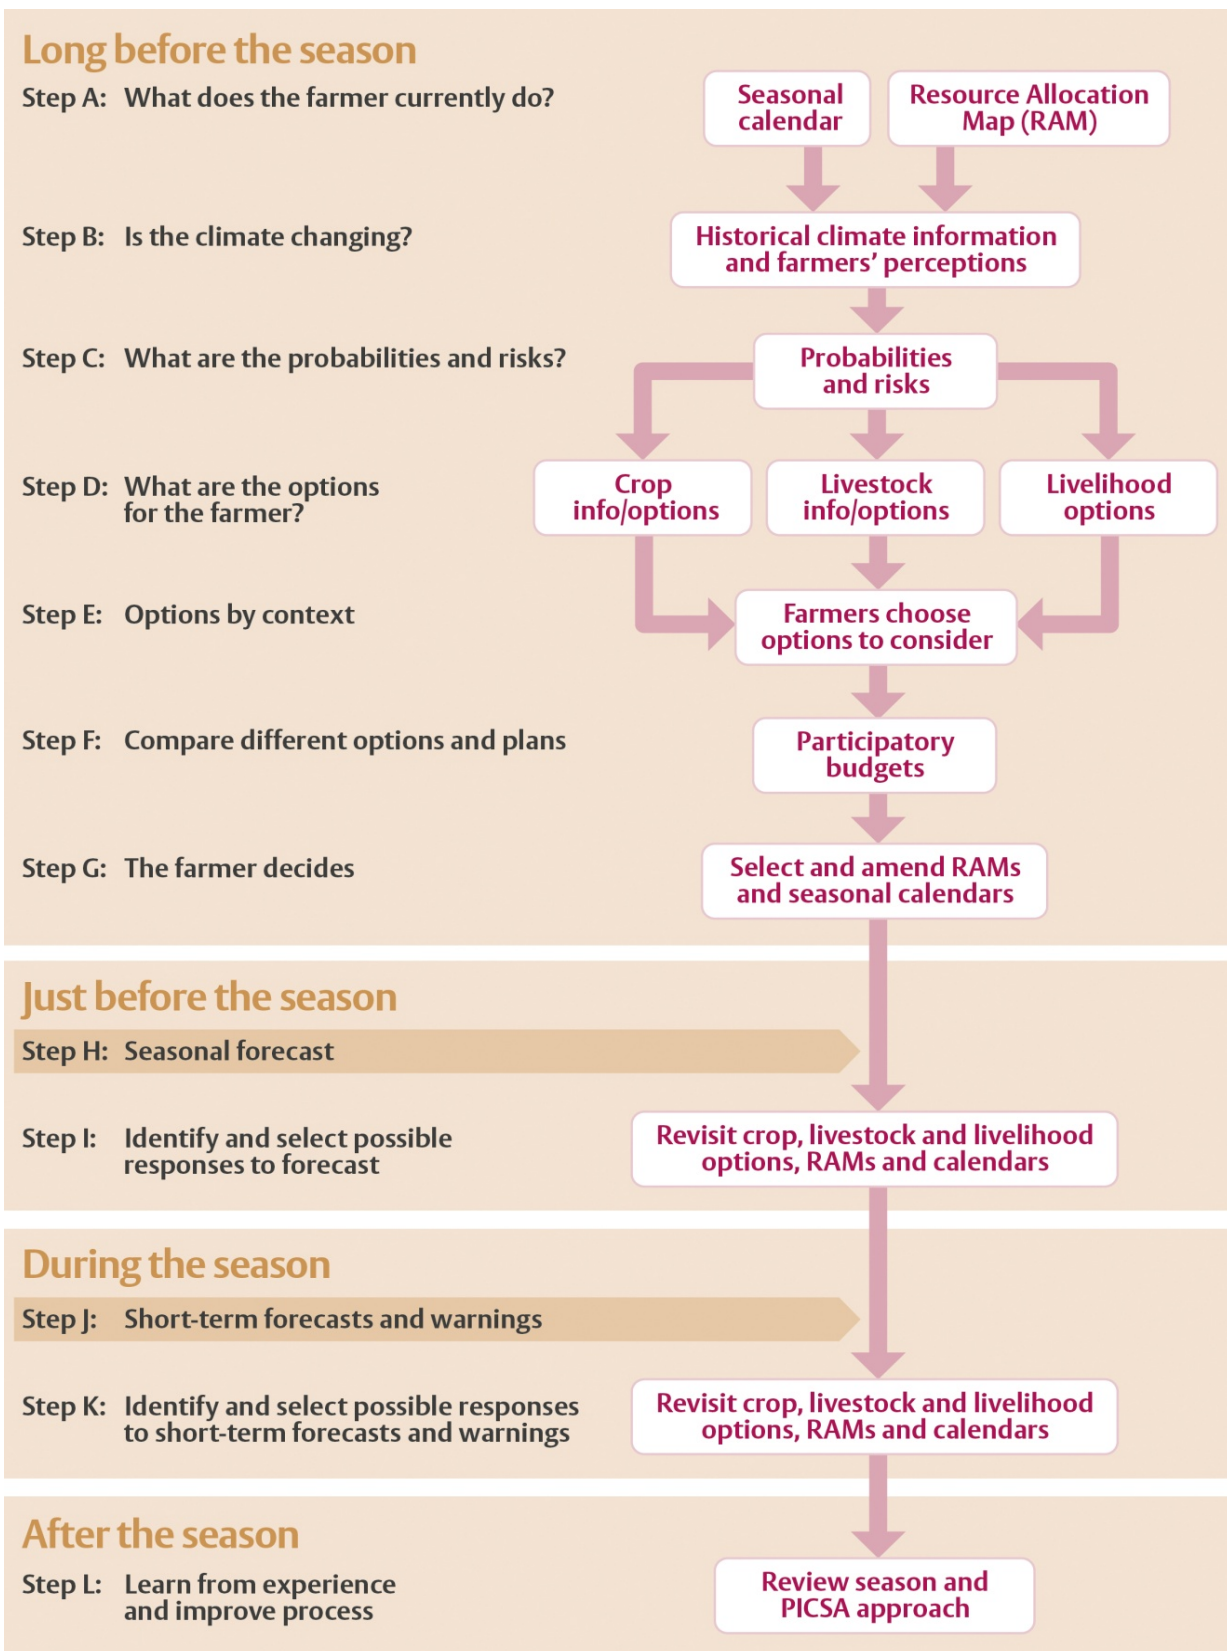 Long before the season
Step A: What does the farmer currently do?
Seasonal
calendar
Resource Allocation
Map (RAM)
Step B: Is the climate changing?
Historical climate information
and farmers’ perceptions
Step C: What are the probabilities and risks?
Probabilities
and risks
Step D: What are the options
for the farmer?
Crop
info/options
Livestock
info/options
Livelihood
options
Step E: Options by context
Farmers choose
options to consider
Step F: Compare different options and plans
Participatory
budgets
Step G: The farmer decides
Select and amend RAMs
and seasonal calendars
Just before the season
Step H: Seasonal forecast
Step I: Identify and select possible
responses to forecast
Revisit crop, livestock and livelihood
options, RAMs and calendars
During the season
Step J: Short-term forecasts and warnings
Step K: Identify and select possible responses
to short-term forecasts and warnings
Revisit crop, livestock and livelihood
options, RAMs and calendars
After the season
Step L: Learn from experience
and improve process
Review season and
PICSA approach